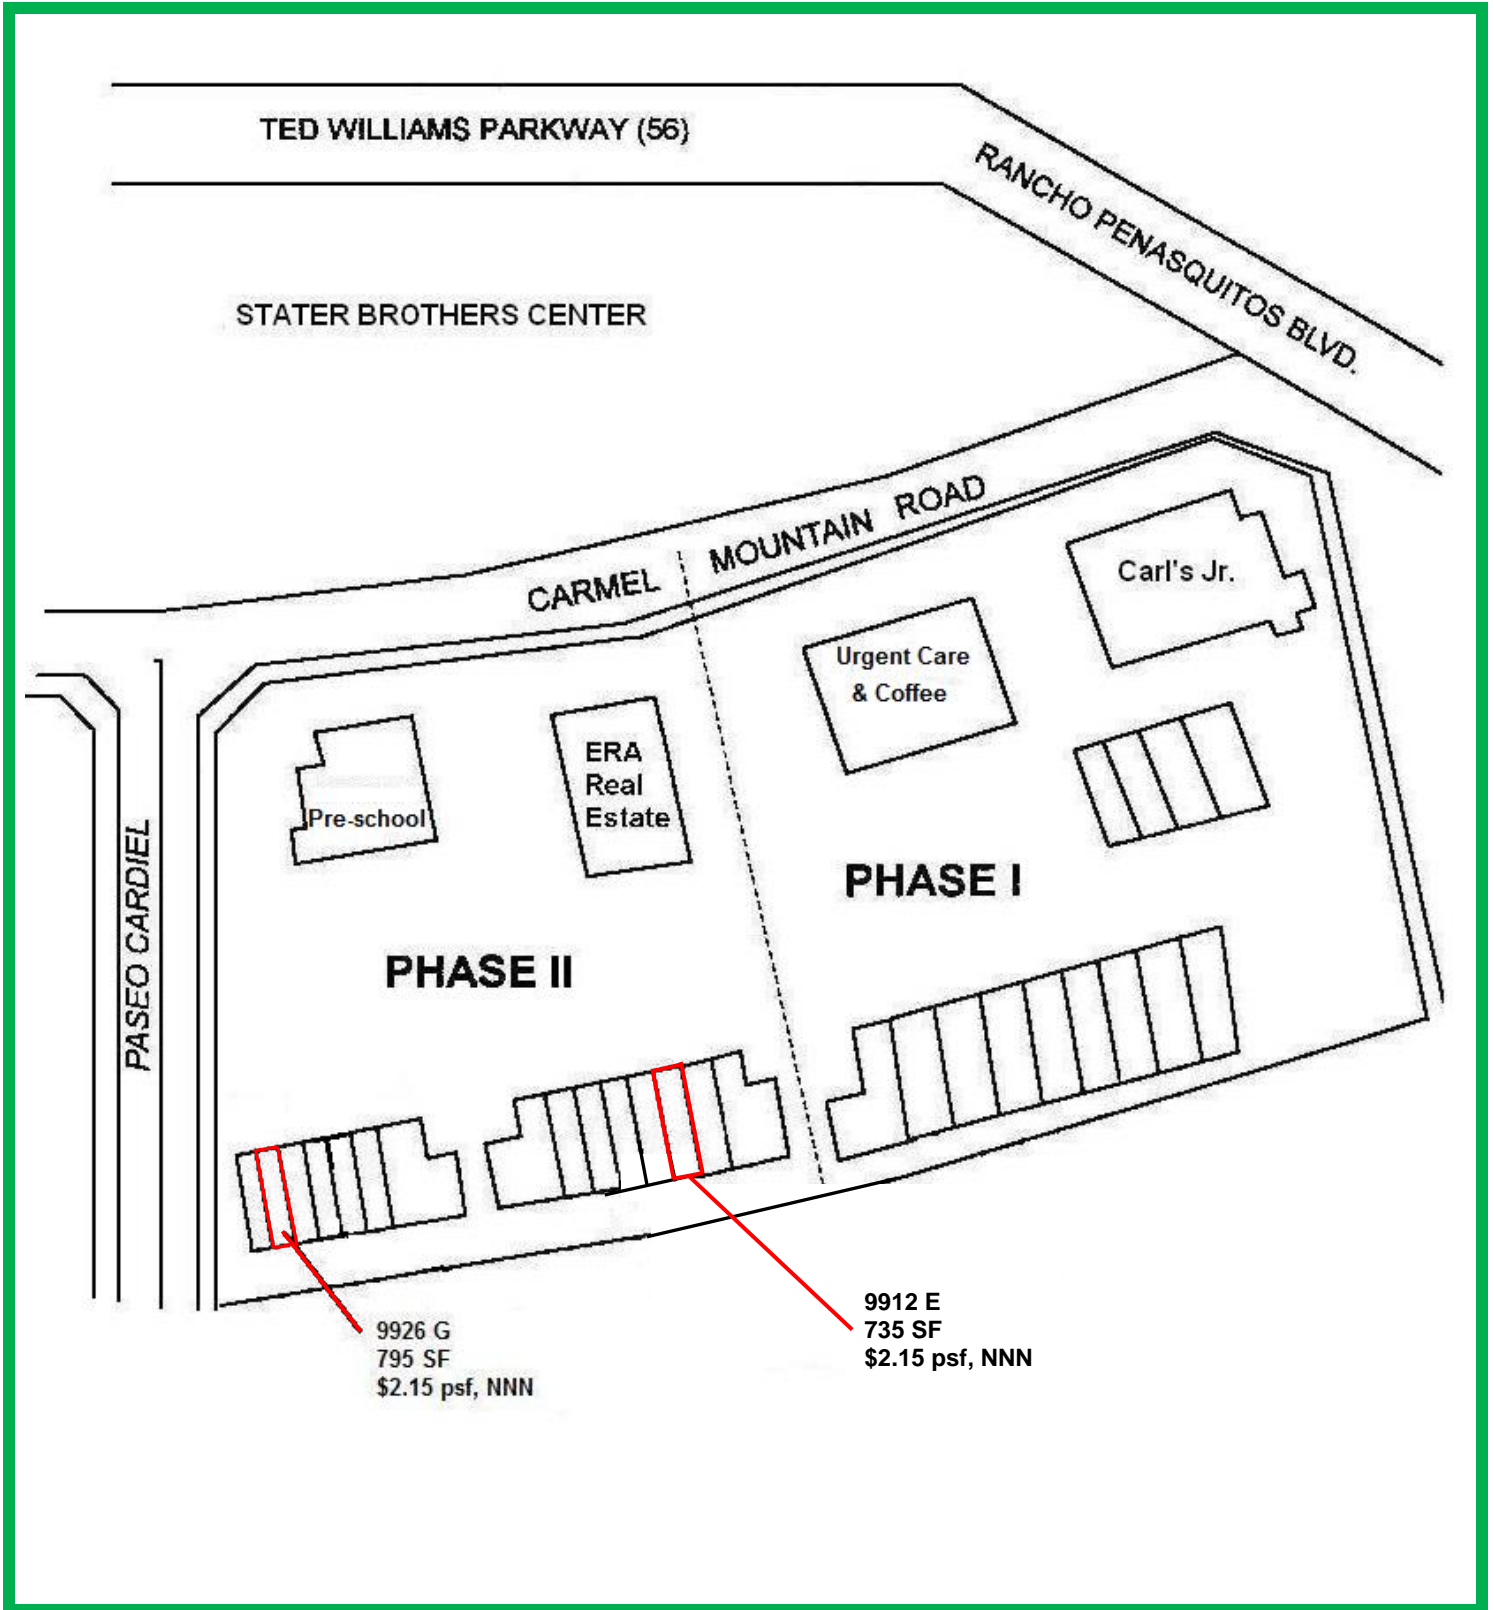 TED WILLIAMS PARKWAY (56)
RANCHO PENASQUITOS BLVD.
STATER BROTHERS CENTER
CARMEL MOUNTAIN ROAD
Carl's Jr.
Urgent Care
& Coffee
ERA
Real
Estate
Pre-school
PHASE I
PASEO CARDIEL
PHASE II
9926 G
795 SF
$2.15 psf, NNN
9912 E
735 SF
$2.15 psf, NNN